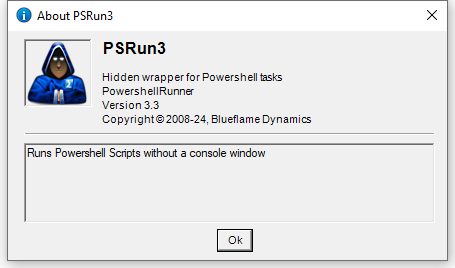 About PSRun3
PSRun3
Hidden wrapper for Powershell tasks
PowershellRunner
Version 3.3
Copyright © 2008-24, Blueflame Dynamics
Runs Powershell Scripts without a console window
Ok